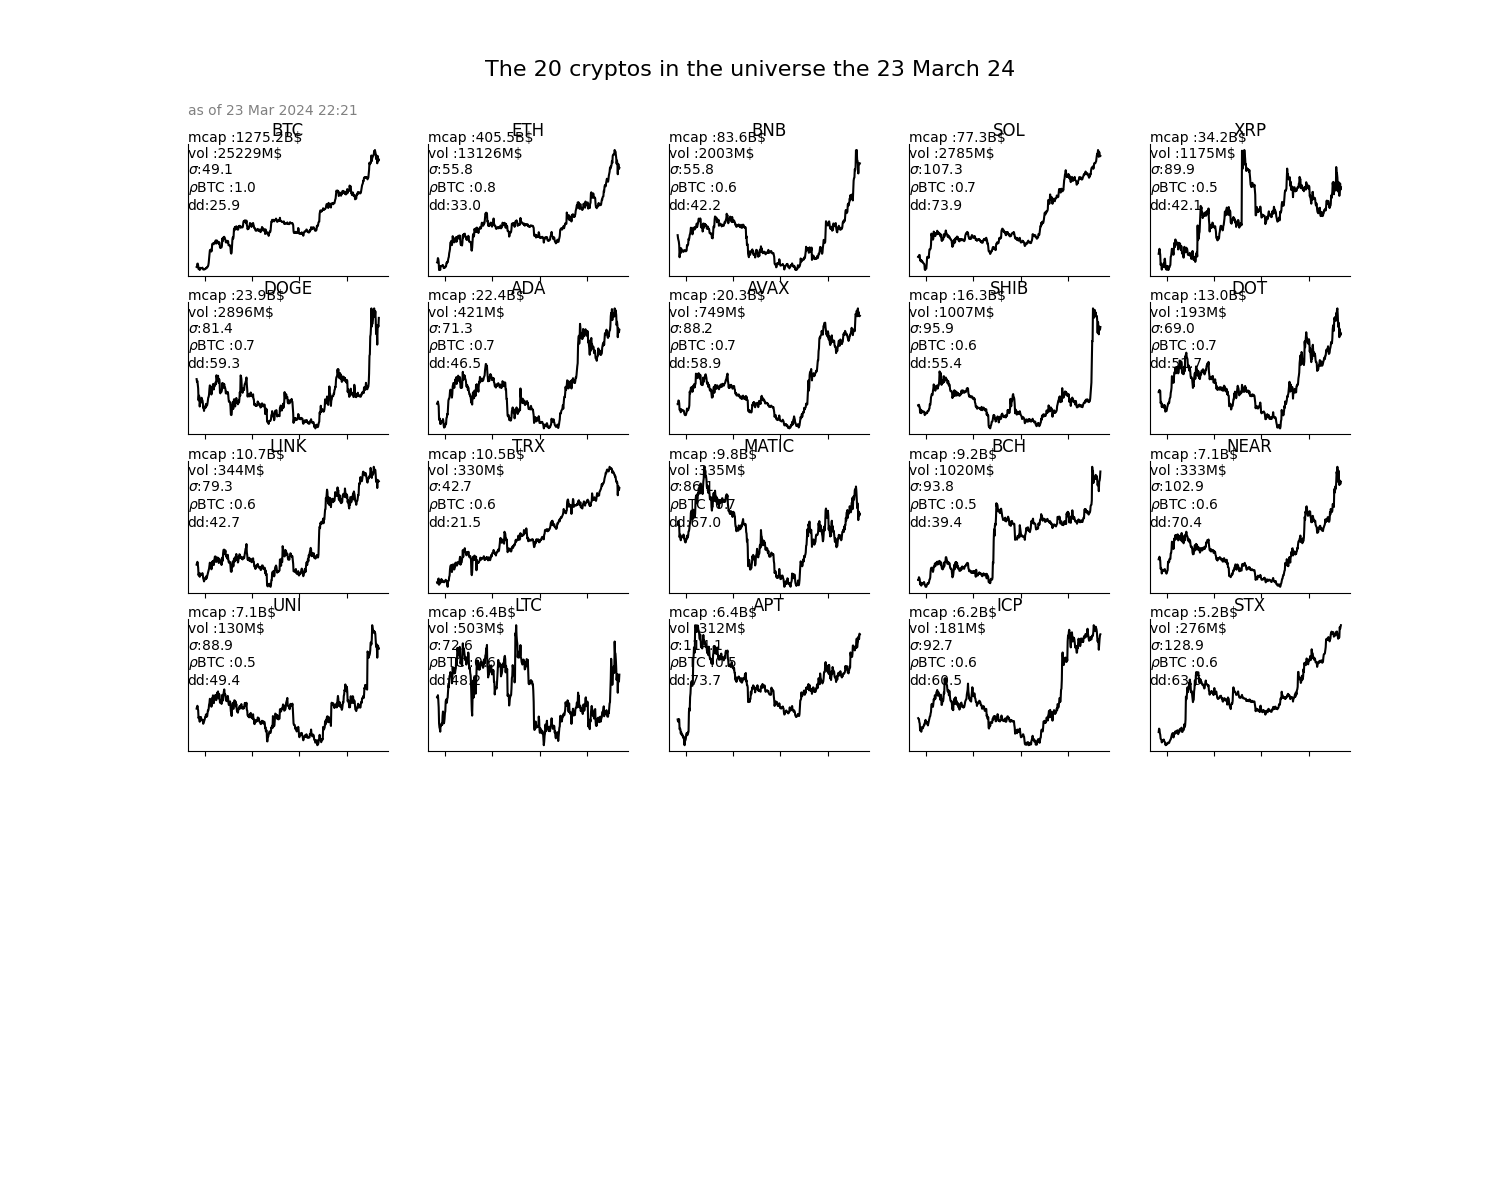 The 20 cryptos in the universe the 23 March 24
as of 23 Mar 2024 22:21
BTC
mcap :1275.2B$
vol :25229M$
σ:49.1
ρBTC :1.0
dd:25.9
ETH
mcap :405.5B$
vol :13126M$
σ:55.8
ρBTC :0.8
dd:33.0
BNB
mcap :83.6B$
vol :2003M$
σ:55.8
ρBTC :0.6
dd:42.2
SOL
mcap :77.3B$
vol :2785M$
σ:107.3
ρBTC :0.7
dd:73.9
XRP
mcap :34.2B$
vol :1175M$
σ:89.9
ρBTC :0.5
dd:42.1
DOGE
mcap :23.9B$
vol :2896M$
σ:81.4
ρBTC :0.7
dd:59.3
ADA
mcap :22.4B$
vol :421M$
σ:71.3
ρBTC :0.7
dd:46.5
AVAX
mcap :20.3B$
vol :749M$
σ:88.2
ρBTC :0.7
dd:58.9
SHIB
mcap :16.3B$
vol :1007M$
σ:95.9
ρBTC :0.6
dd:55.4
DOT
mcap :13.0B$
vol :193M$
σ:69.0
ρBTC :0.7
LINK
mcap :10.7B$
vol :344M$
σ:79.3
ρBTC :0.6
dd:42.7
TRX
mcap :10.5B$
vol :330M$
σ:42.7
ρBTC :0.6
dd:21.5
MATIC
mcap :9.8B$
vol :335M$
ρBTC :0.7
dd:67.0
BCH
mcap :9.2B$
vol :1020M$
σ:93.8
ρBTC :0.5
dd:39.4
NEAR
mcap :7.1B$
vol :333M$
σ:102.9
ρBTC :0.6
dd:70.4
UNI
mcap :7.1B$
vol :130M$
σ:88.9
ρBTC :0.5
dd:49.4
LTC
mcap :6.4B$
vol :503M$
σ:72.6
ρBTC :0.6
APT
mcap :6.4B$
vol :312M$
ρBTC :0.5
dd:73.7
ICP
mcap :6.2B$
vol :181M$
σ:92.7
ρBTC :0.6
dd:60.5
STX
mcap :5.2B$
vol :276M$
σ:128.9
ρBTC :0.6